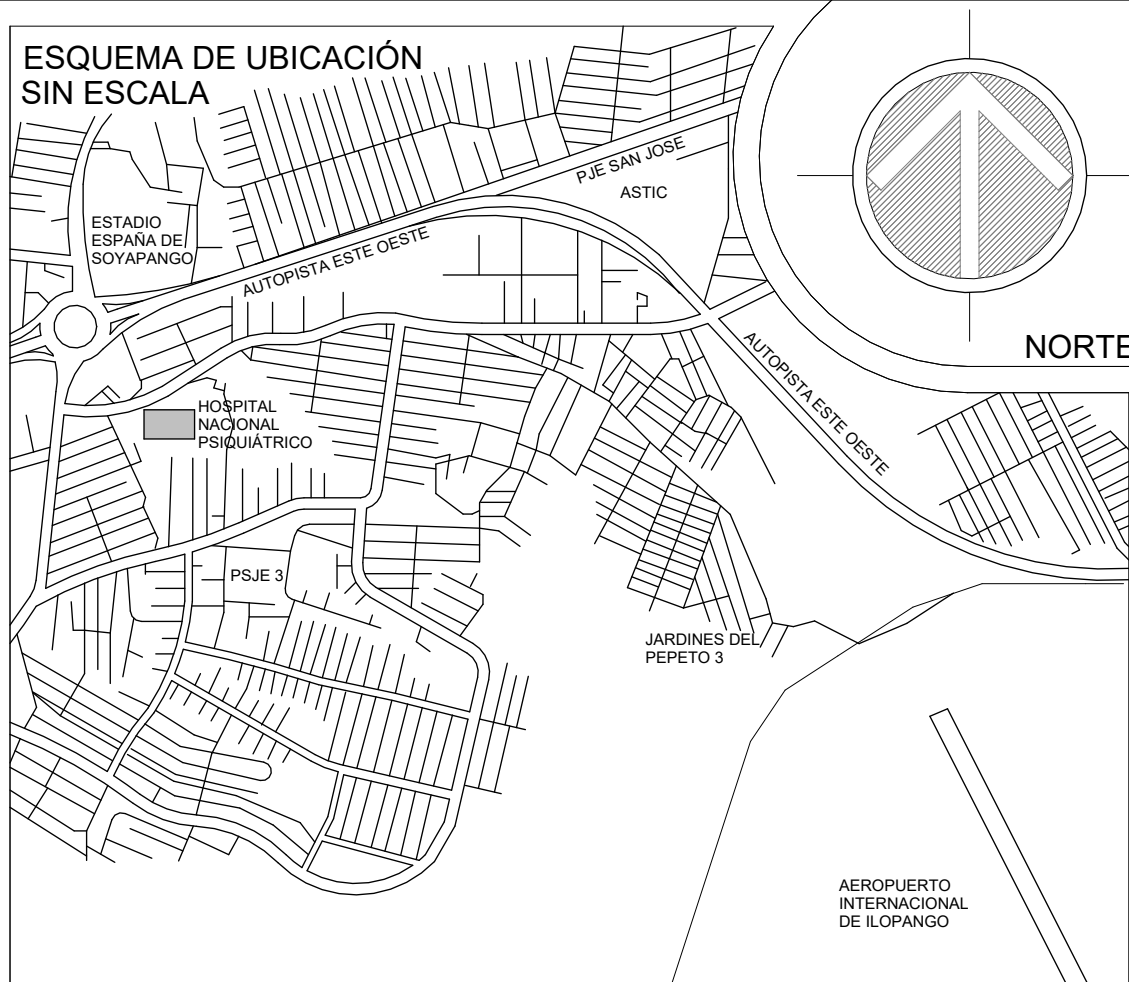 ESQUEMA DE UBICACIÓN
SIN ESCALA
PJE SAN JOSE
ASTIC
ESTADIO
ESPAÑA DE
SOYAPANGO
AUTOPISTA ESTE OESTE
NORTE
AUTOPISTA ESTE OESTE
HOSPITAL
NACIONAL
PSIQUIÁTRICO
PSJE 3
JARDINES DEL
PEPETO 3
AEROPUERTO
INTERNACIONAL
DE ILOPANGO